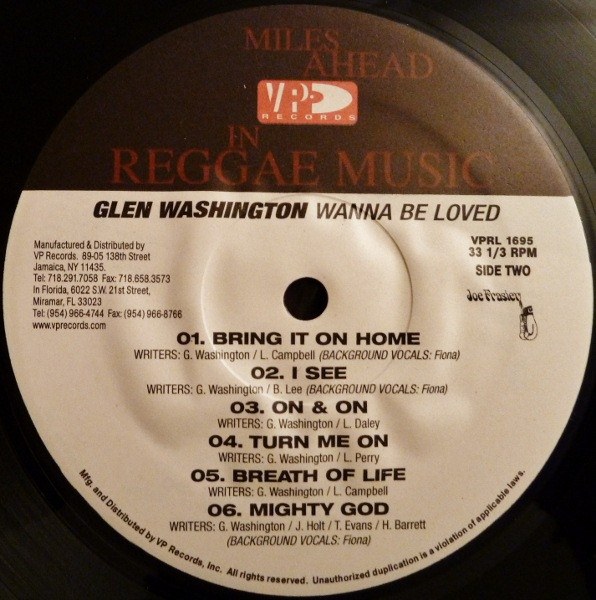 MILES
AHEAD
VP
RECORDS
IN
REGGAE MUSIC
GLEN WASHINGTON WANNA BE LOVED
Manufactured & Distributed by
VP Records. 89-05 138th Street
Jamaica, NY 11435.
Tel: 718.291.7058 Fax: 718.658.3573
In Florida, 6022 S.W. 21st Street,
Miramar, FL 33023
Tel: (954) 966-4744 Fax: (954) 966-8766
www.vprecords.com
VPRL 1695
33 1/3 RPM
SIDE TWO
Joe Frasier
01. BRING IT ON HOME
WRITERS: G. Washington / L. Campbell (BACKGROUND VOCALS: Fiona)
02. I SEE
WRITERS: G. Washington / B. Lee (BACKGROUND VOCALS: Fiona)
03. ON & ON
WRITERS: G. Washington / L. Daley
04. TURN ME ON
WRITERS: G. Washington / L. Perry
05. BREATH OF LIFE
WRITERS: G. Washington / L. Campbell
06. MIGHTY GOD
WRITERS: G. Washington / J. Holt / T. Evans / H. Barrett
(BACKGROUND VOCALS: Fiona)
Mfg. and Distributed by VP Records, Inc. All rights reserved. Unauthorized duplication is a violation of applicable laws.